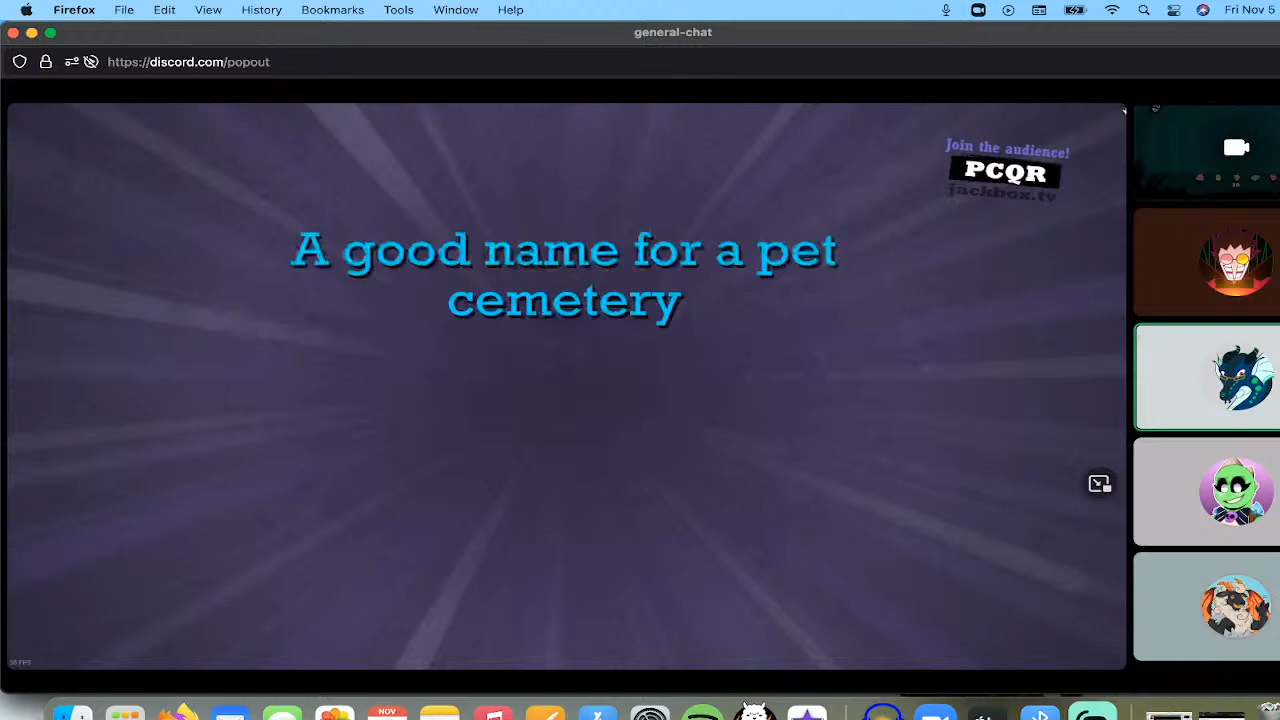 Firefox File Edit View History Bookmarks Tools Window Help Fri Nov 5
general-chat
https://discord.com/popout
Join the audience!
PCQR
jackbox.tv
A good name for a pet
cemetery
NOV